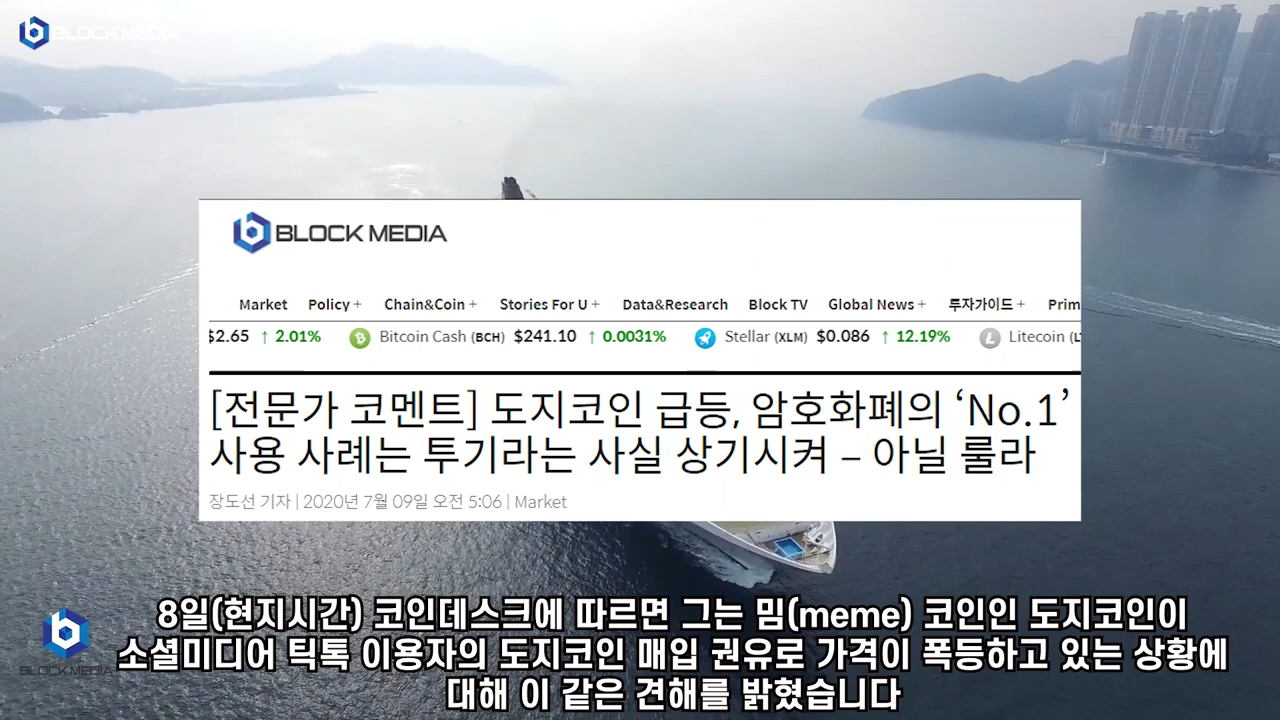 BLOCK MEDIA
BLOCK MEDIA
Market Policy + Chain&Coin + Stories For U + Data&Research Block TV Global News + 투자가이드 + Prim
$2.65 ↑ 2.01% Bitcoin Cash (BCH) $241.10 ↑ 0.0031% Stellar (XLM) $0.086 ↑ 12.19% Litecoin (LT
[전문가 코멘트] 도지코인 급등, 암호화폐의 ‘No.1’
사용 사례는 투기라는 사실 상기시켜 – 아닐 룰라
장도선 기자 | 2020년 7월 09일 오전 5:06 | Market
8일(현지시간) 코인데스크에 따르면 그는 밈(meme) 코인인 도지코인이
소셜미디어 틱톡 이용자의 도지코인 매입 권유로 가격이 폭등하고 있는 상황에
대해 이 같은 견해를 밝혔습니다
BLOCK MEDIA